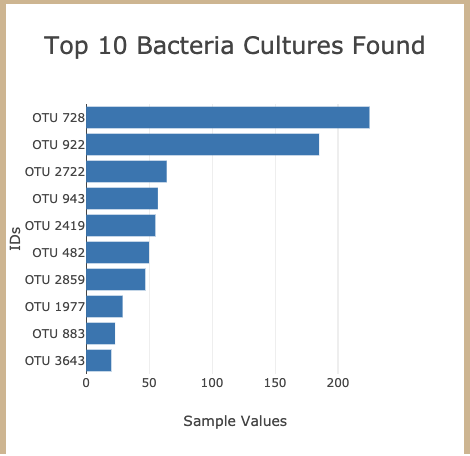 Top 10 Bacteria Cultures Found
IDs
OTU 728
OTU 922
OTU 2722
OTU 943
OTU 2419
OTU 482
OTU 2859
OTU 1977
OTU 883
OTU 3643
0 50 100 150 200
Sample Values